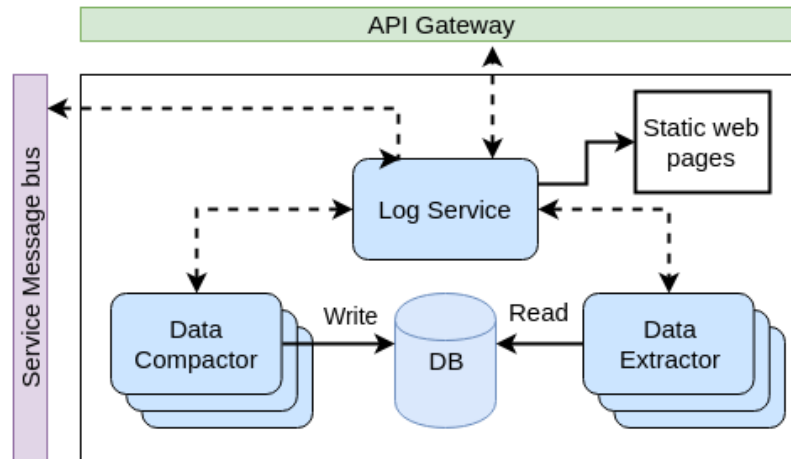 API Gateway
Service Message bus
Static web
pages
Log Service
Data
Compactor
Write
DB
Read
Data
Extractor